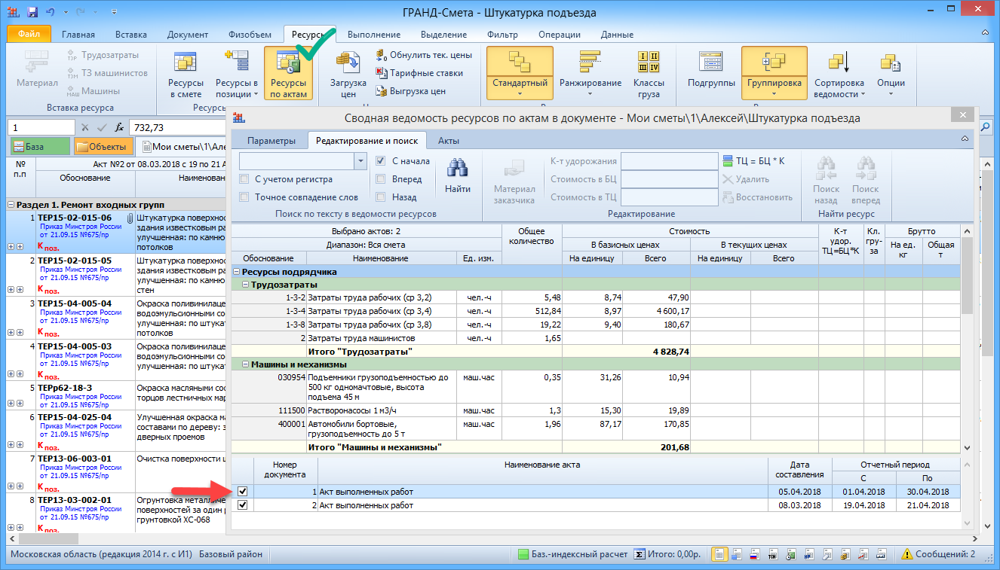 ГРАНД-Смета - Штукатурка подъезда
Файл Главная Вставка Документ Физобъем Ресурсы Выполнение Выделение Фильтр Операции Данные
Материал
Трудозатраты
ТЗ машинистов
Машины
Вставка ресурса
Ресурсы в смете
Ресурсы в позиции
Ресурсы по актам
Загрузка цен
Обнулить тек. цены
Тарифные ставки
Выгрузка цен
Стандартный
Ранжирование
Классы груза
Подгруппы
Группировка
Сортировка ведомости
Опции
1
732,73
База
Объекты
Мои сметы\1\Але
№ п.п
Акт №2 от 08.03.2018 с 19 по 21 А
Обоснование
Наименован
Раздел 1. Ремонт входных групп
1 ТЕР15-02-015-06 Штукатурка поверхнос
Приказ Минстроя России здания известковым ра
от 21.09.15 №675/пр улучшенная: по камню
К поз. потолков
2 ТЕР15-02-015-05 Штукатурка поверхнос
Приказ Минстроя России здания известковым ра
от 21.09.15 №675/пр улучшенная: по камню
К поз. стен
3 ТЕР15-04-005-04 Окраска поливинилаце
Приказ Минстроя России водоэмульсионными со
от 21.09.15 №675/пр улучшенная: по штукат
К поз. потолков
4 ТЕР15-04-005-03 Окраска поливинилаце
Приказ Минстроя России водоэмульсионными со
от 21.09.15 №675/пр улучшенная: по штукат
К поз.
5 ТЕРр62-18-3 Окраска масляными сос
Приказ Минстроя России торцов лестничных мар
от 21.09.15 №675/пр
6 ТЕР15-04-025-04 Улучшенная окраска ма
Приказ Минстроя России составами по дереву: з
от 21.09.15 №675/пр дверных проемов
К поз.
7 ТЕР13-06-003-01 Очистка поверхности щ
Приказ Минстроя России
от 21.09.15 №675/пр
К поз.
8 ТЕР13-03-002-01 Огрунтовка металличе
Приказ Минстроя России поверхностей за один р
от 21.09.15 №675/пр грунтовкой ХС-068
К поз.
Сводная ведомость ресурсов по актам в документе - Мои сметы\1\Алексей\Штукатурка подъезда
Параметры Редактирование и поиск Акты
С учетом регистра
Точное совпадение слов
С начала
Вперед
Назад
Найти
Поиск по тексту в ведомости ресурсов
Материал заказчика
К-т удорожания
Стоимость в БЦ
Стоимость в ТЦ
ТЦ = БЦ * К
Удалить
Восстановить
Редактирование
Поиск назад
Поиск вперед
Найти ресурс
Выбрано актов: 2
Диапазон: Вся смета
Обоснование Наименование Ед. изм.
Общее количество
Стоимость
В базисных ценах В текущих ценах
На единицу Всего На единицу Всего
К-т удор. ТЦ=БЦ*К
Кл. гру-за
Брутто
На ед. кг Общая т
Ресурсы подрядчика
Трудозатраты
1-3-2 Затраты труда рабочих (ср 3,2) чел.-ч 5,48 8,74 47,90
1-3-4 Затраты труда рабочих (ср 3,4) чел.-ч 512,84 8,97 4 600,17
1-3-8 Затраты труда рабочих (ср 3,8) чел.-ч 19,22 9,40 180,67
2 Затраты труда машинистов чел.-ч 1,65
Итого "Трудозатраты" 4 828,74
Машины и механизмы
030954 Подъемники грузоподъемностью до маш.час 0,35 31,26 10,94
500 кг одномачтовые, высота
подъема 45 м
111500 Растворонасосы 1 м3/ч маш.час 1,3 15,30 19,89
400001 Автомобили бортовые, маш.час 1,96 87,17 170,85
грузоподъемность до 5 т
Итого "Машины и механизмы" 201,68
Номер документа
Наименование акта
Дата составления
Отчетный период
С По
1 Акт выполненных работ 05.04.2018 01.04.2018 30.04.2018
2 Акт выполненных работ 08.03.2018 19.04.2018 21.04.2018
Московская область (редакция 2014 г. с И1) Базовый район
Баз.-индексный расчет
Итого: 0,00р.
Сообщений: 2